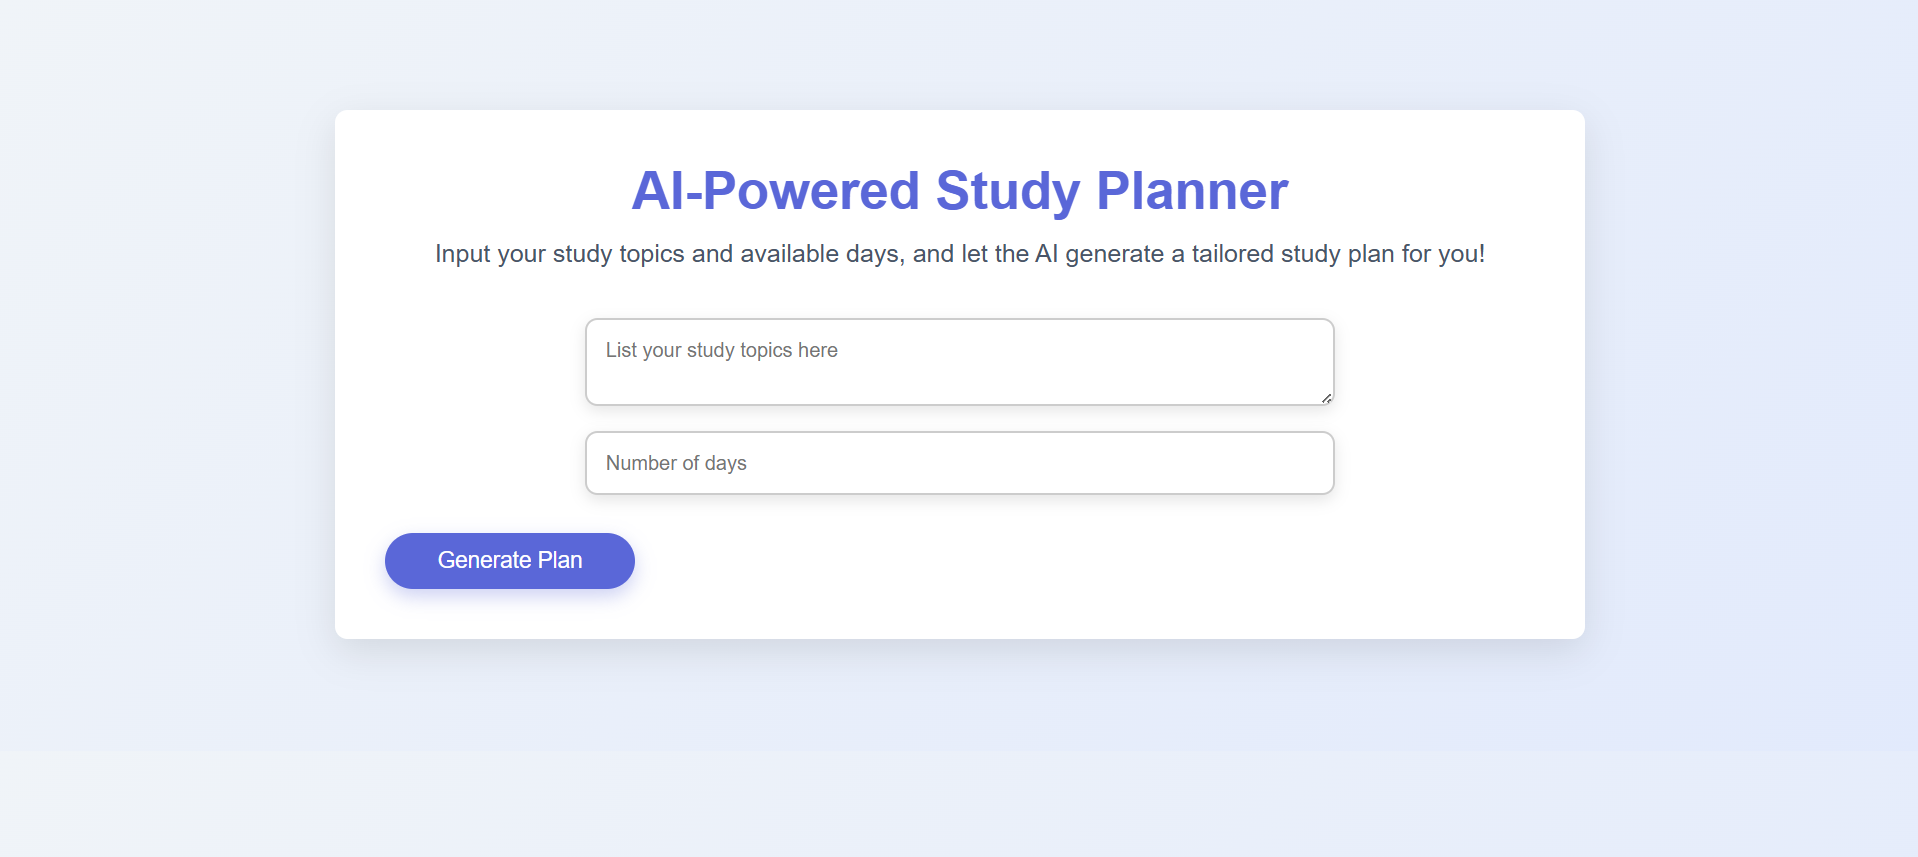 AI-Powered Study Planner
Input your study topics and available days, and let the AI generate a tailored study plan for you!
List your study topics here
Number of days
Generate Plan